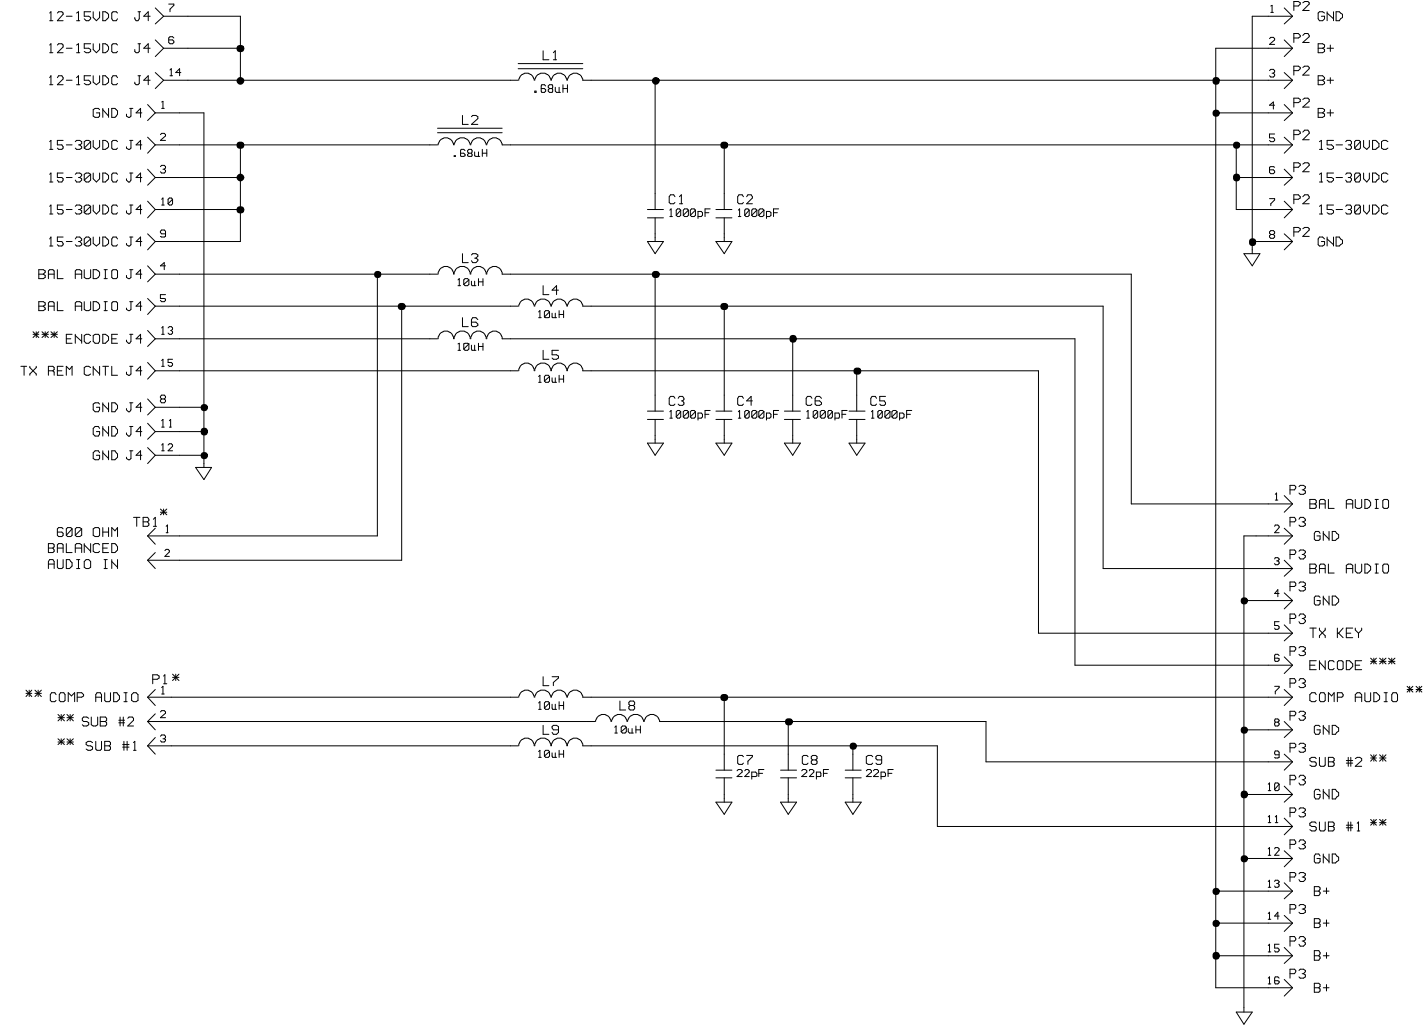 12-15VDC J4 7
12-15VDC J4 6
12-15VDC J4 14
GND J4 1
15-30VDC J4 2
15-30VDC J4 3
15-30VDC J4 10
15-30VDC J4 9
BAL AUDIO J4 4
BAL AUDIO J4 5
*** ENCODE J4 13
TX REM CNTL J4 15
GND J4 8
GND J4 11
GND J4 12
TB1*
600 OHM
BALANCED
AUDIO IN
1
2
P1*
** COMP AUDIO 1
** SUB #2 2
** SUB #1 3
L1
.68uH
L2
.68uH
C1
1000pF
C2
1000pF
L3
10uH
L4
10uH
L6
10uH
L5
10uH
C3
1000pF
C4
1000pF
C6
1000pF
C5
1000pF
L7
10uH
L8
10uH
L9
10uH
C7
22pF
C8
22pF
C9
22pF
1 P2 GND
2 P2 B+
3 P2 B+
4 P2 B+
5 P2 15-30VDC
6 P2 15-30VDC
7 P2 15-30VDC
8 P2 GND
1 P3 BAL AUDIO
2 P3 GND
3 P3 BAL AUDIO
4 P3 GND
5 P3 TX KEY
6 P3 ENCODE ***
7 P3 COMP AUDIO **
8 P3 GND
9 P3 SUB #2 **
10 P3 GND
11 P3 SUB #1 **
12 P3 GND
13 P3 B+
14 P3 B+
15 P3 B+
16 P3 B+